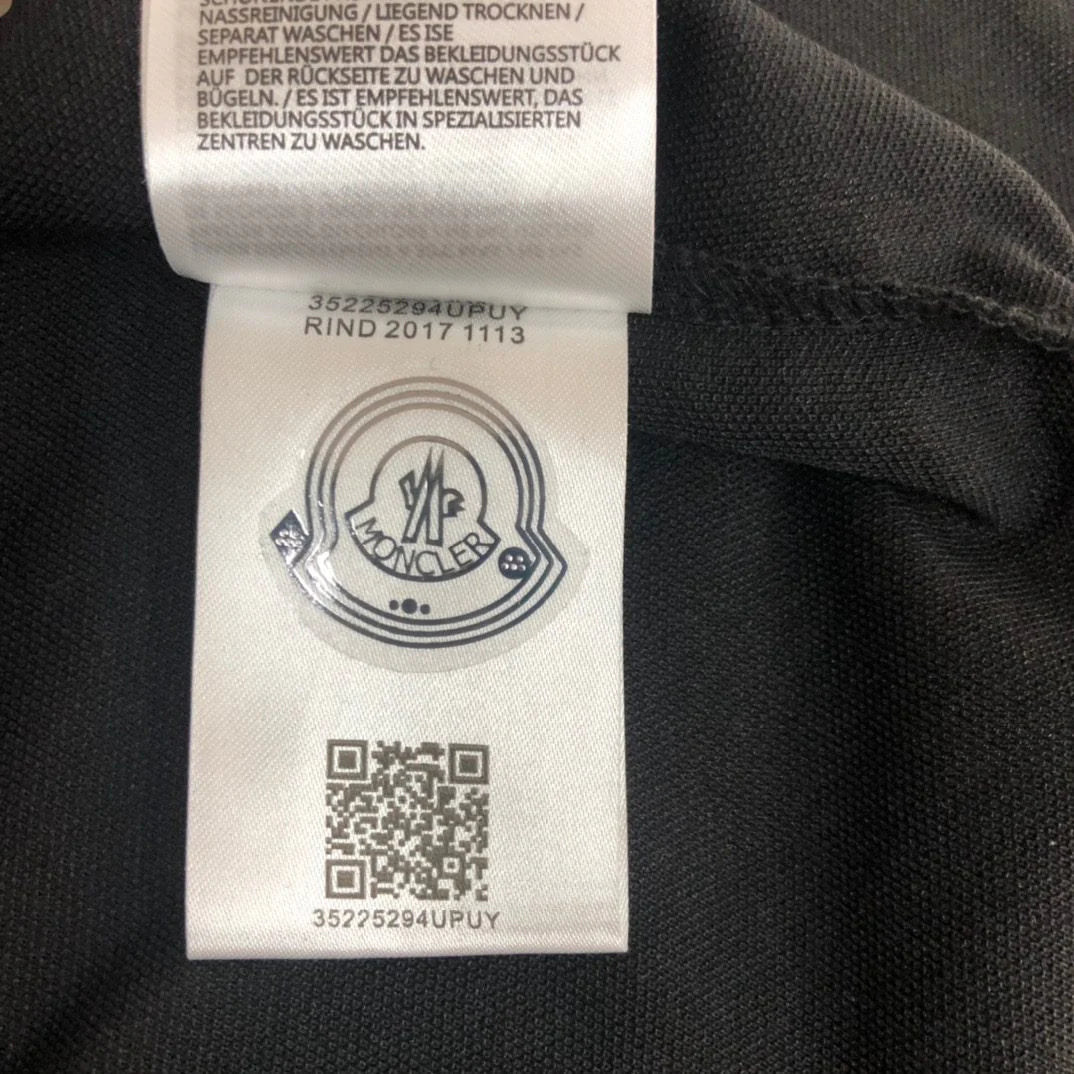 NASSREINIGUNG / LIEGEND TROCKNEN /
SEPARAT WASCHEN / ES ISE
EMPFEHLENSWERT DAS BEKLEIDUNGSSTÜCK
AUF DER RÜCKSEITE ZU WASCHEN UND
BÜGELN. / ES IST EMPFEHLENSWERT, DAS
BEKLEIDUNGSSTÜCK IN SPEZIALISIERTEN
ZENTREN ZU WASCHEN.
35225294UPUY
RIND 2017 1113
MONCLER
35225294UPUY